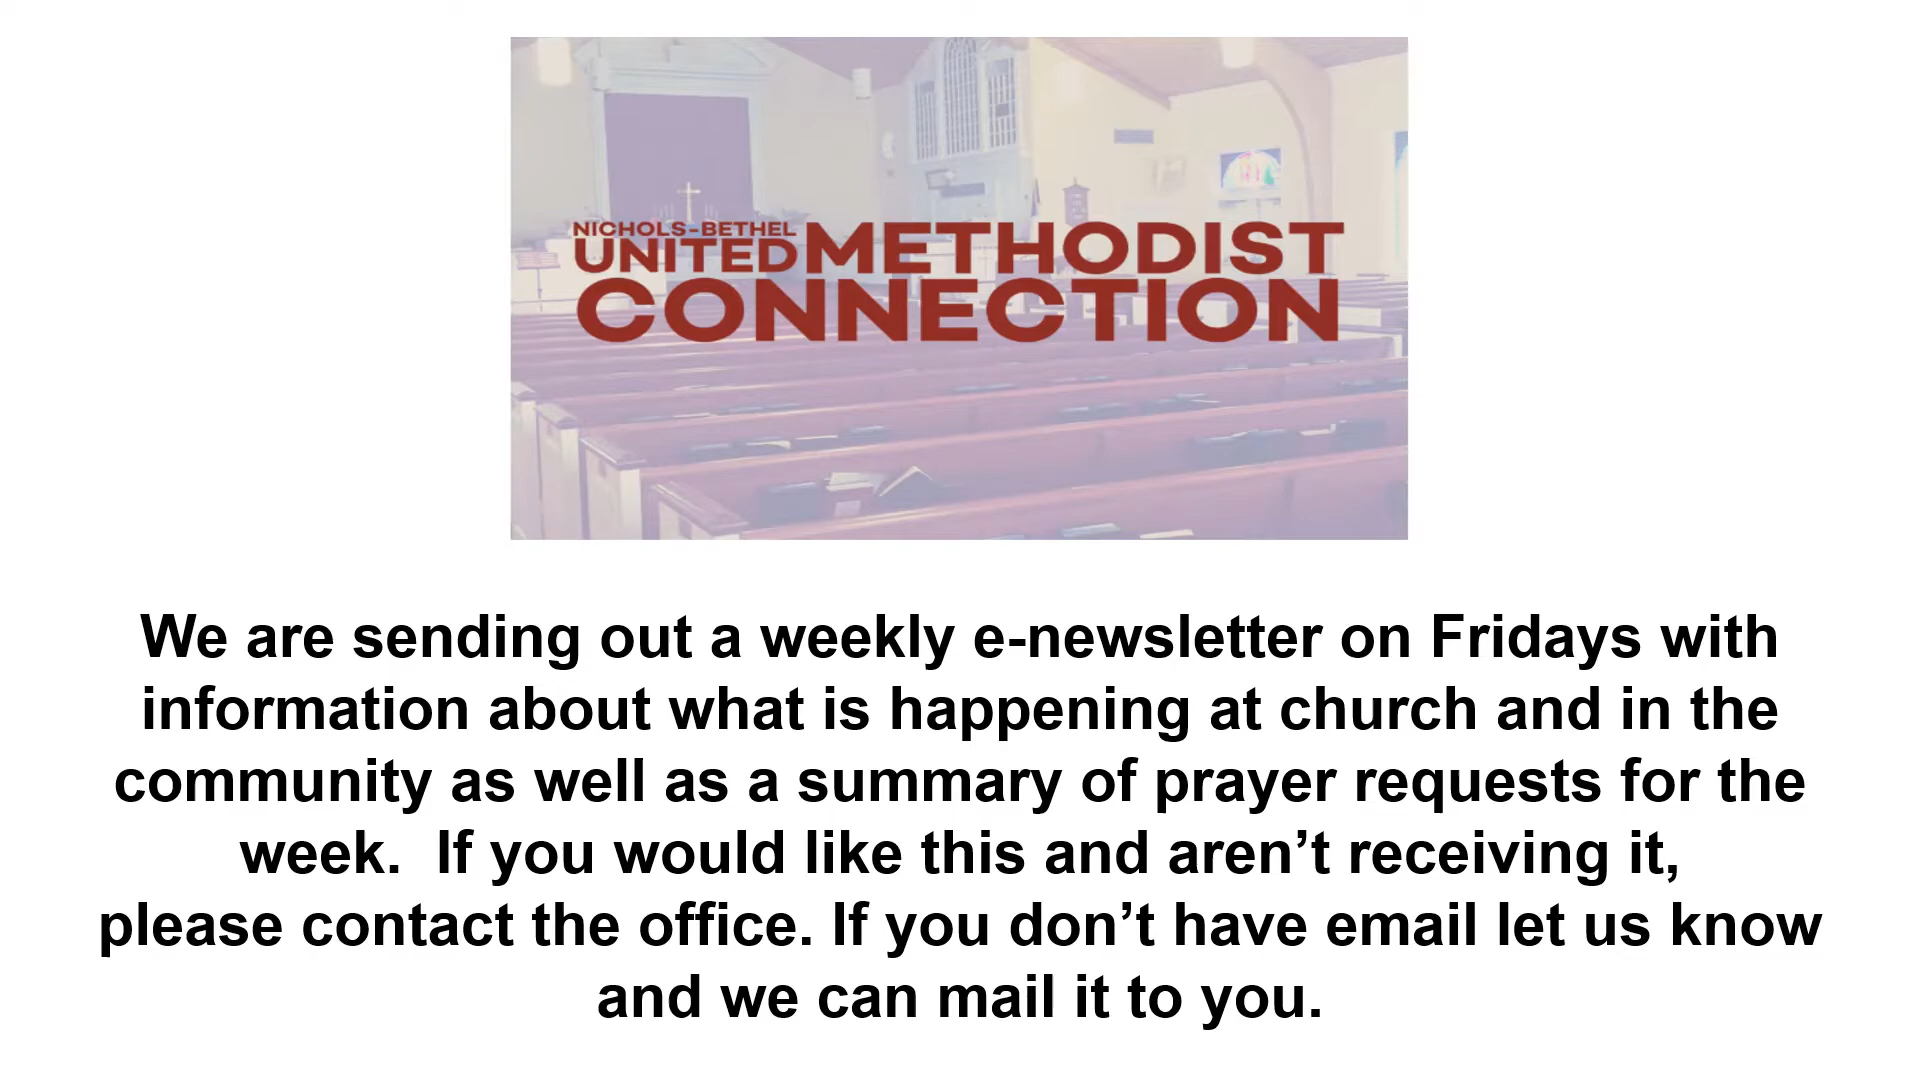 NICHOLS-BETHEL
UNITED METHODIST
CONNECTION
We are sending out a weekly e-newsletter on Fridays with
information about what is happening at church and in the
community as well as a summary of prayer requests for the
week.  If you would like this and aren’t receiving it,
please contact the office. If you don’t have email let us know
and we can mail it to you.